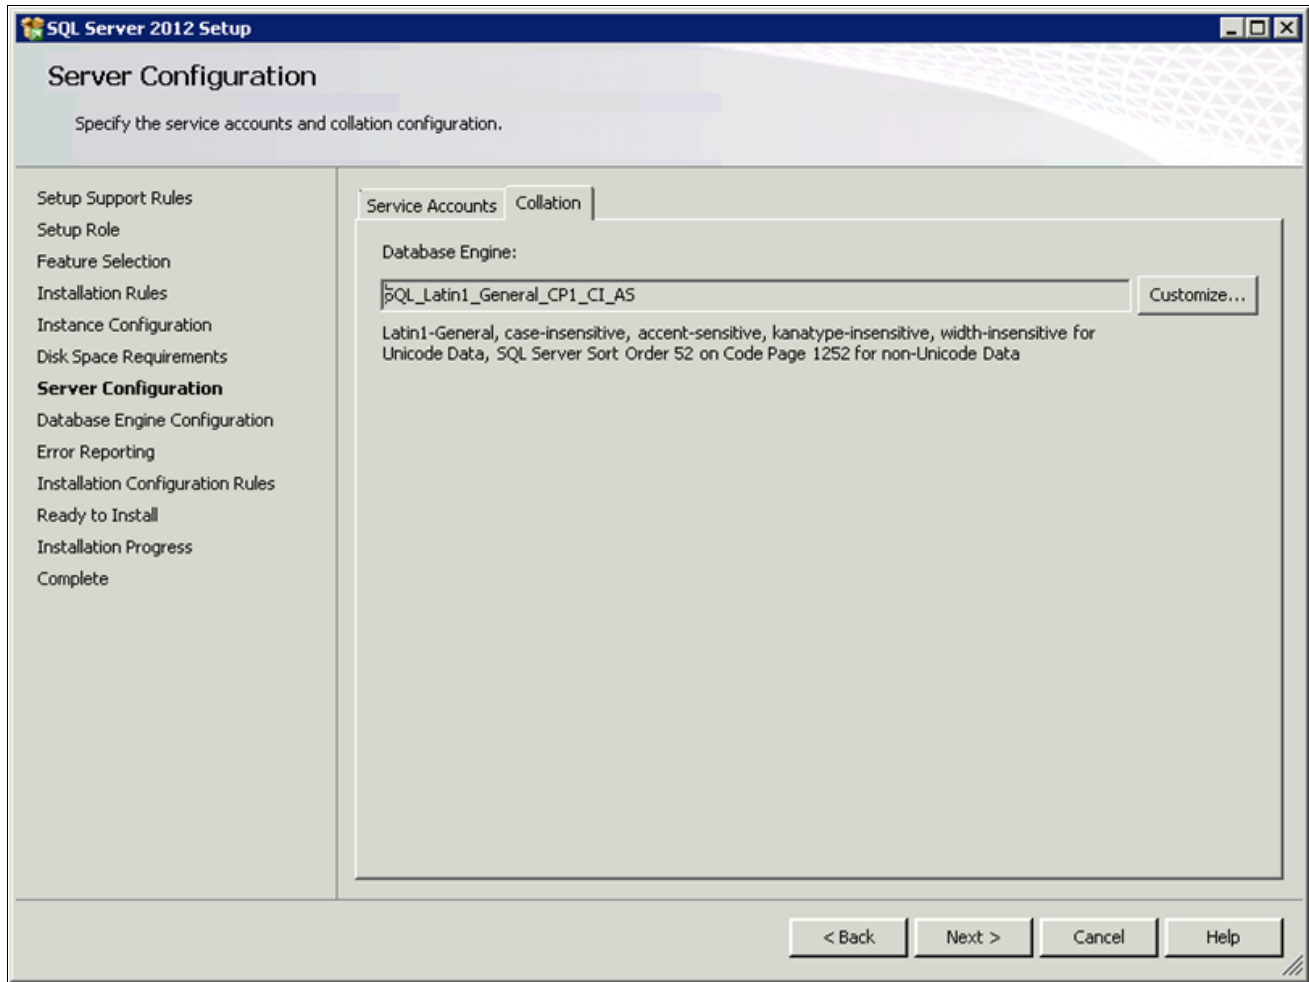 SQL Server 2012 Setup
Server Configuration
Specify the service accounts and collation configuration.
Setup Support Rules
Setup Role
Feature Selection
Installation Rules
Instance Configuration
Disk Space Requirements
Server Configuration
Database Engine Configuration
Error Reporting
Installation Configuration Rules
Ready to Install
Installation Progress
Complete
Service Accounts
Collation
Database Engine:
SQL_Latin1_General_CP1_CI_AS
Customize...
Latin1-General, case-insensitive, accent-sensitive, kanatype-insensitive, width-insensitive for
Unicode Data, SQL Server Sort Order 52 on Code Page 1252 for non-Unicode Data
< Back
Next >
Cancel
Help